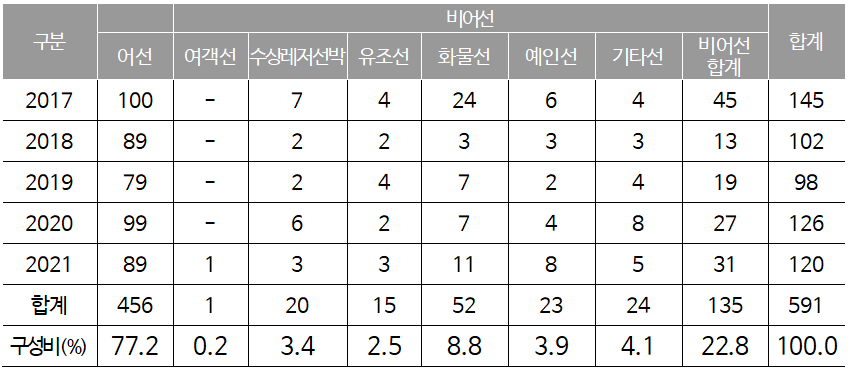 구분 어선 비어선 합계
여객선 수상레저선박 유조선 화물선 예인선 기타선 비어선 합계
2017 100 - 7 4 24 6 4 45 145
2018 89 - 2 2 3 3 3 13 102
2019 79 - 2 4 7 2 4 19 98
2020 99 - 6 2 7 4 8 27 126
2021 89 1 3 3 11 8 5 31 120
합계 456 1 20 15 52 23 24 135 591
구성비(%) 77.2 0.2 3.4 2.5 8.8 3.9 4.1 22.8 100.0